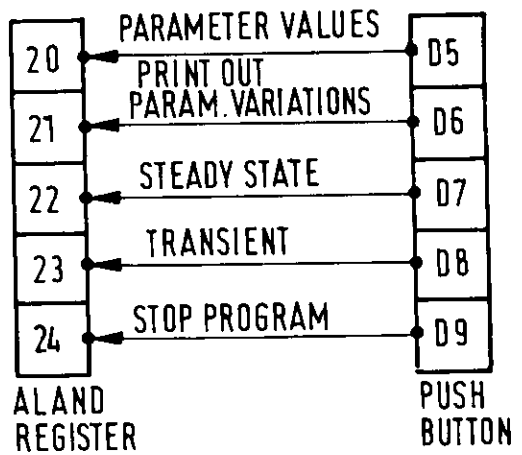 PARAMETER VALUES
20
D5
PRINT OUT
PARAM. VARIATIONS
21
D6
STEADY STATE
22
D7
TRANSIENT
23
D8
STOP PROGRAM
24
D9
ALAND
REGISTER
PUSH
BUTTON